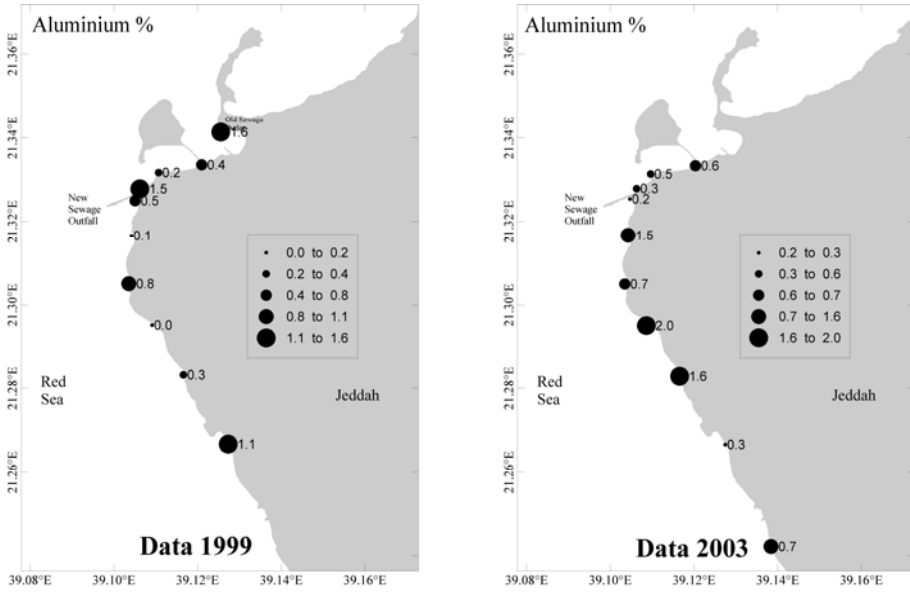 Aluminium %
21.36°E
21.34°E
21.32°E
21.30°E
21.28°E
21.26°E
Old Sewage
1.6
0.4
0.2
1.5
0.5
New
Sewage
Outfall
0.1
0.8
0.0
0.3
1.1
0.0 to 0.2
0.2 to 0.4
0.4 to 0.8
0.8 to 1.1
1.1 to 1.6
Red
Sea
Jeddah
Data 1999
39.08°E 39.10°E 39.12°E 39.14°E 39.16°E
Aluminium %
21.36°E
21.34°E
21.32°E
21.30°E
21.28°E
21.26°E
0.6
0.5
0.3
0.2
New
Sewage
Outfall
1.5
0.7
2.0
1.6
0.3
0.7
0.2 to 0.3
0.3 to 0.6
0.6 to 0.7
0.7 to 1.6
1.6 to 2.0
Red
Sea
Jeddah
Data 2003
39.08°E 39.10°E 39.12°E 39.14°E 39.16°E